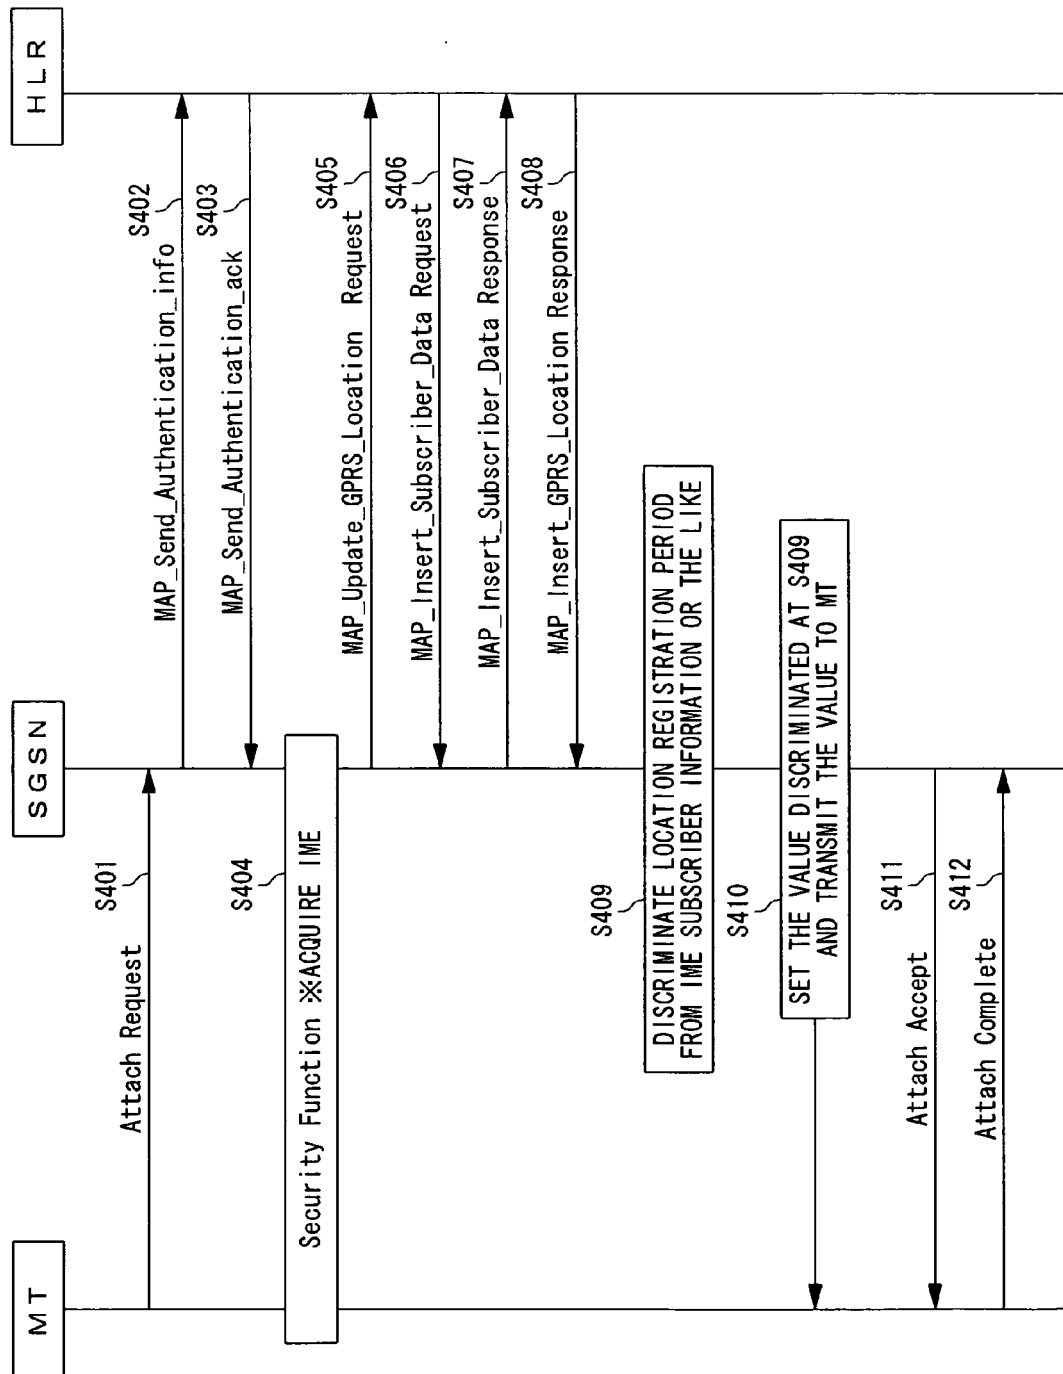 MT
SGSN
HLR
S401
Attach Request
S402
MAP_Send_Authentication_info
S403
MAP_Send_Authentication_ack
S404
Security Function ※ACQUIRE IME
S405
MAP_Update_GPRS_Location Request
S406
MAP_Insert_Subscriber_Data Request
S407
MAP_Insert_Subscriber_Data Response
S408
MAP_Insert_GPRS_Location Response
S409
DISCRIMINATE LOCATION REGISTRATION PERIOD
FROM IME SUBSCRIBER INFORMATION OR THE LIKE
S410
SET THE VALUE DISCRIMINATED AT S409
AND TRANSMIT THE VALUE TO MT
S411
Attach Accept
S412
Attach Complete